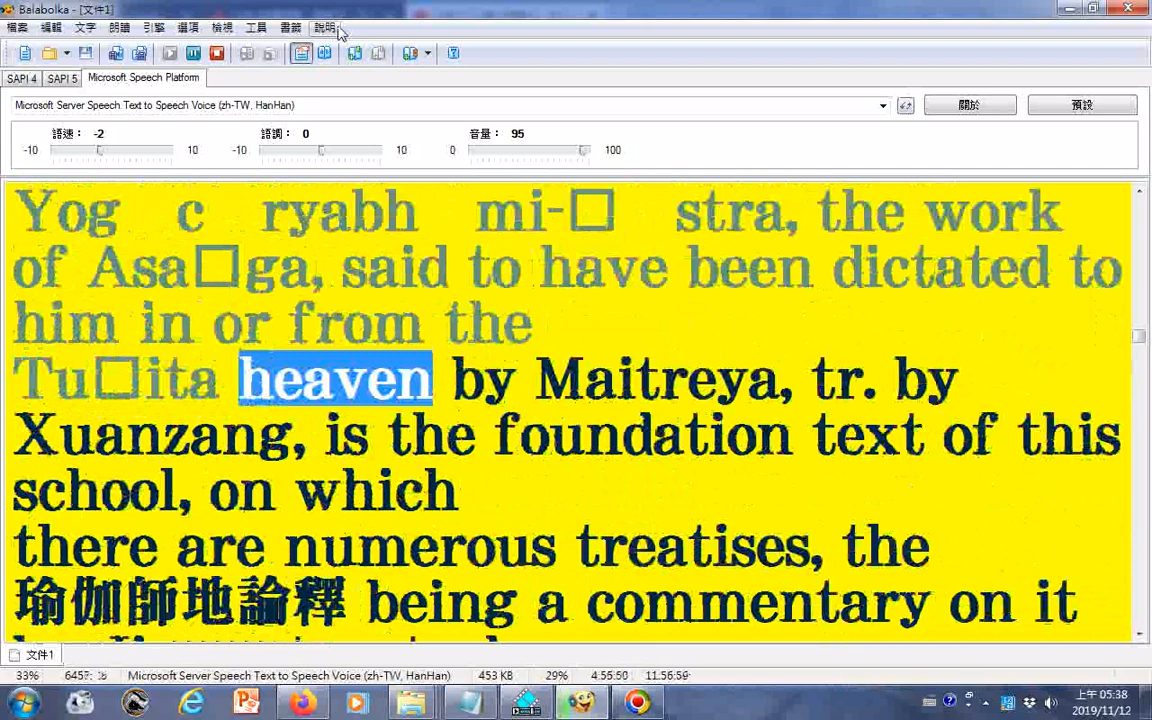 Balabolka - [文件1]
檔案 編輯 文字 朗讀 引擎 選項 檢視 工具 書籤 說明
SAPI 4 SAPI 5 Microsoft Speech Platform
Microsoft Server Speech Text to Speech Voice (zh-TW, HanHan) 關於 預設
語速： -2 語調： 0 音量： 95
-10 10 -10 10 0 100
Yog c ryabh mi-□ stra, the work
of Asa□ga, said to have been dictated to
him in or from the
Tu□ita heaven by Maitreya, tr. by
Xuanzang, is the foundation text of this
school, on which
there are numerous treatises, the
瑜伽師地論釋 being a commentary on it
文件1
33% Microsoft Server Speech Text to Speech Voice (zh-TW, HanHan) 453 KB 29% 4:55:50 11:56:59
上午 05:38
2019/11/12